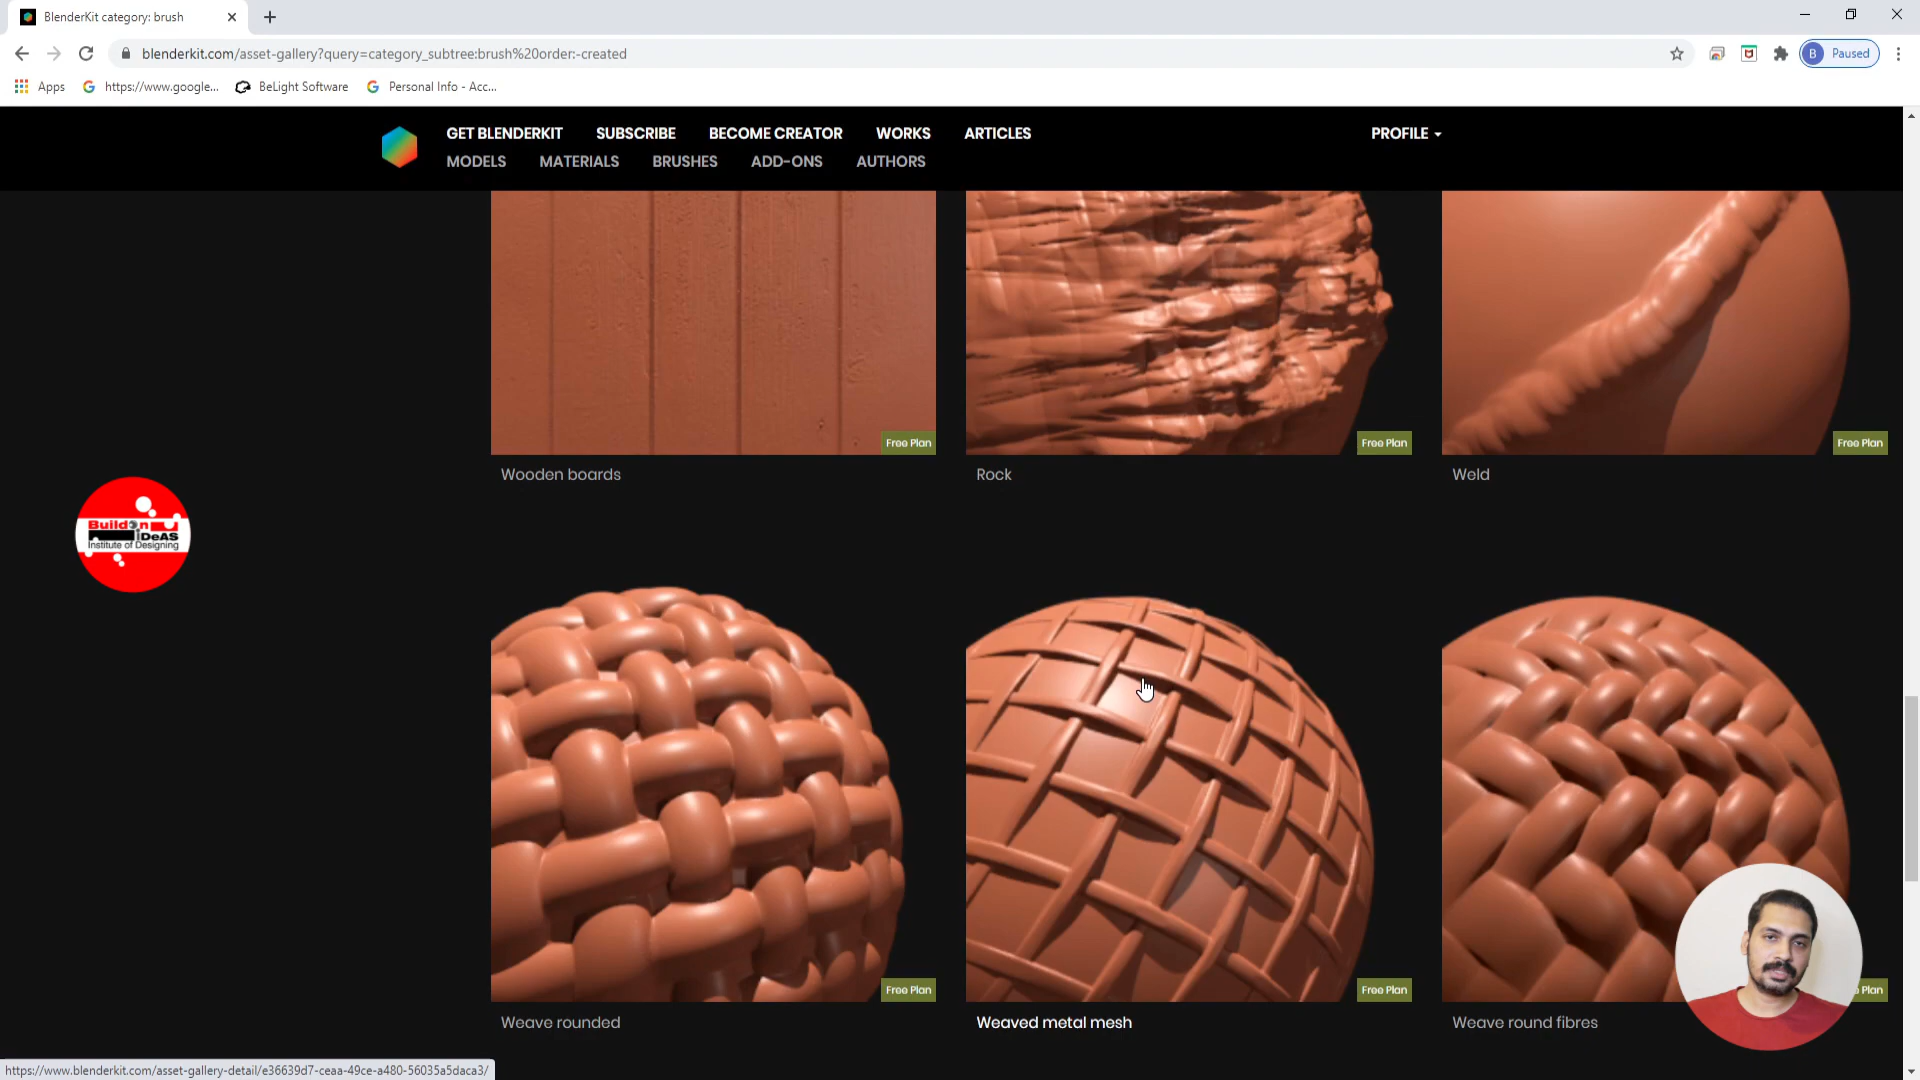 BlenderKit category: brush
blenderkit.com/asset-gallery?query=category_subtree:brush%20order:-created
B Paused
Apps https://www.google... BeLight Software Personal Info - Acc...
GET BLENDERKIT SUBSCRIBE BECOME CREATOR WORKS ARTICLES PROFILE
MODELS MATERIALS BRUSHES ADD-ONS AUTHORS
Free Plan Free Plan Free Plan
Wooden boards Rock Weld
Buildon
iDeAS
Institute of Designing
Free Plan Free Plan Plan
Weave rounded Weaved metal mesh Weave round fibres
https://www.blenderkit.com/asset-gallery-detail/e36639d7-ceaa-49ce-a480-56035a5daca3/